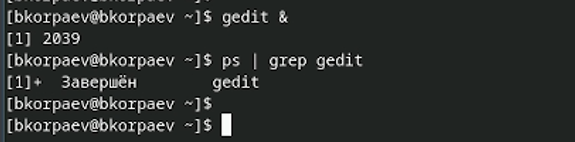 [bkorpaev@bkorpaev ~]$ gedit &
[1] 2039
[bkorpaev@bkorpaev ~]$ ps | grep gedit
[1]+  Завершён        gedit
[bkorpaev@bkorpaev ~]$
[bkorpaev@bkorpaev ~]$